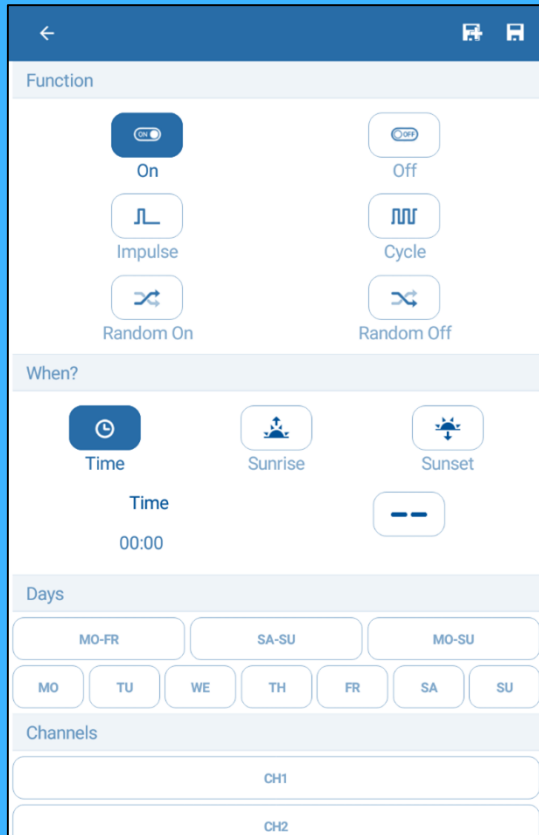 Function
ON OFF
On Off
Impulse Cycle
Random On Random Off
When?
Time Sunrise Sunset
Time
00:00
Days
MO-FR SA-SU MO-SU
MO TU WE TH FR SA SU
Channels
CH1
CH2